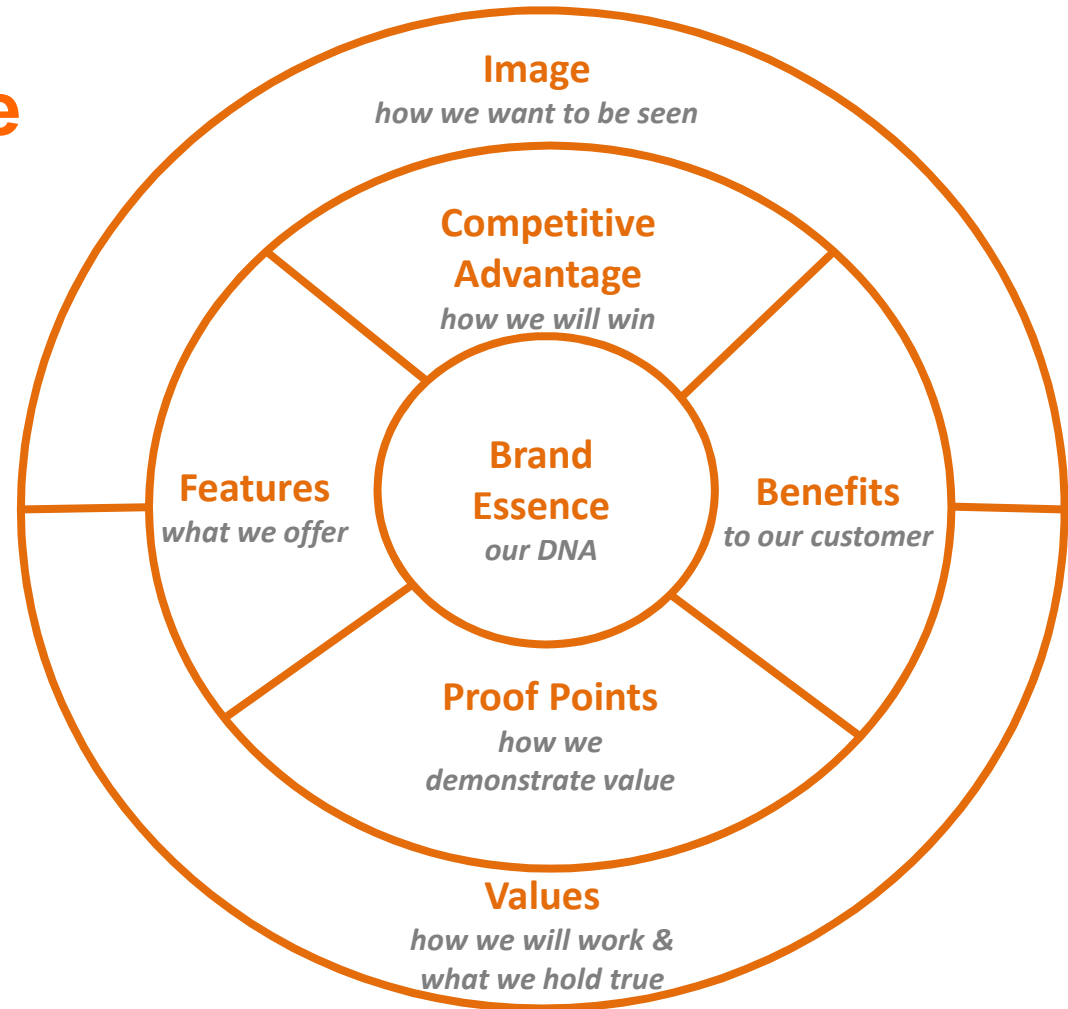 e
Image
how we want to be seen
Competitive
Advantage
how we will win
Features
what we offer
Brand
Essence
our DNA
Benefits
to our customer
Proof Points
how we
demonstrate value
Values
how we will work &
what we hold true